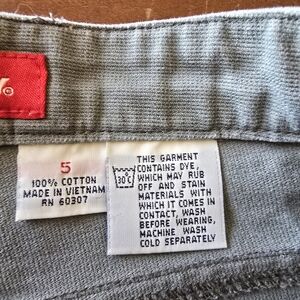 5
100% COTTON
MADE IN VIETNAM
RN 60307
30°C
THIS GARMENT
CONTAINS DYE,
WHICH MAY RUB
OFF AND STAIN
MATERIALS WITH
WHICH IT COMES IN
CONTACT, WASH
BEFORE WEARING,
MACHINE WASH
COLD SEPARATELY